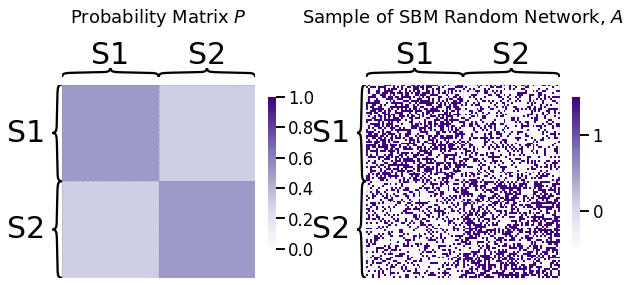 Probability Matrix P
Sample of SBM Random Network, A
S1 S2
S1 S2
S1
S2
1.0
0.8
0.6
0.4
0.2
0.0
S1
S2
1
0